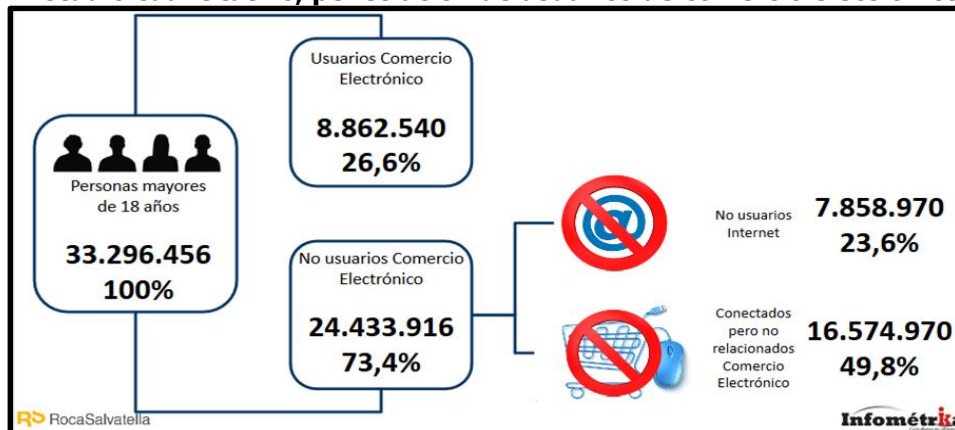 Usuarios Comercio
Electrónico
8.862.540
26,6%
Personas mayores
de 18 años
33.296.456
100%
No usuarios Comercio
Electrónico
24.433.916
73,4%
@
No usuarios
Internet
7.858.970
23,6%
Conectados
pero no
relacionados
Comercio
Electrónico
16.574.970
49,8%
RS RocaSalvatella
Infométrika